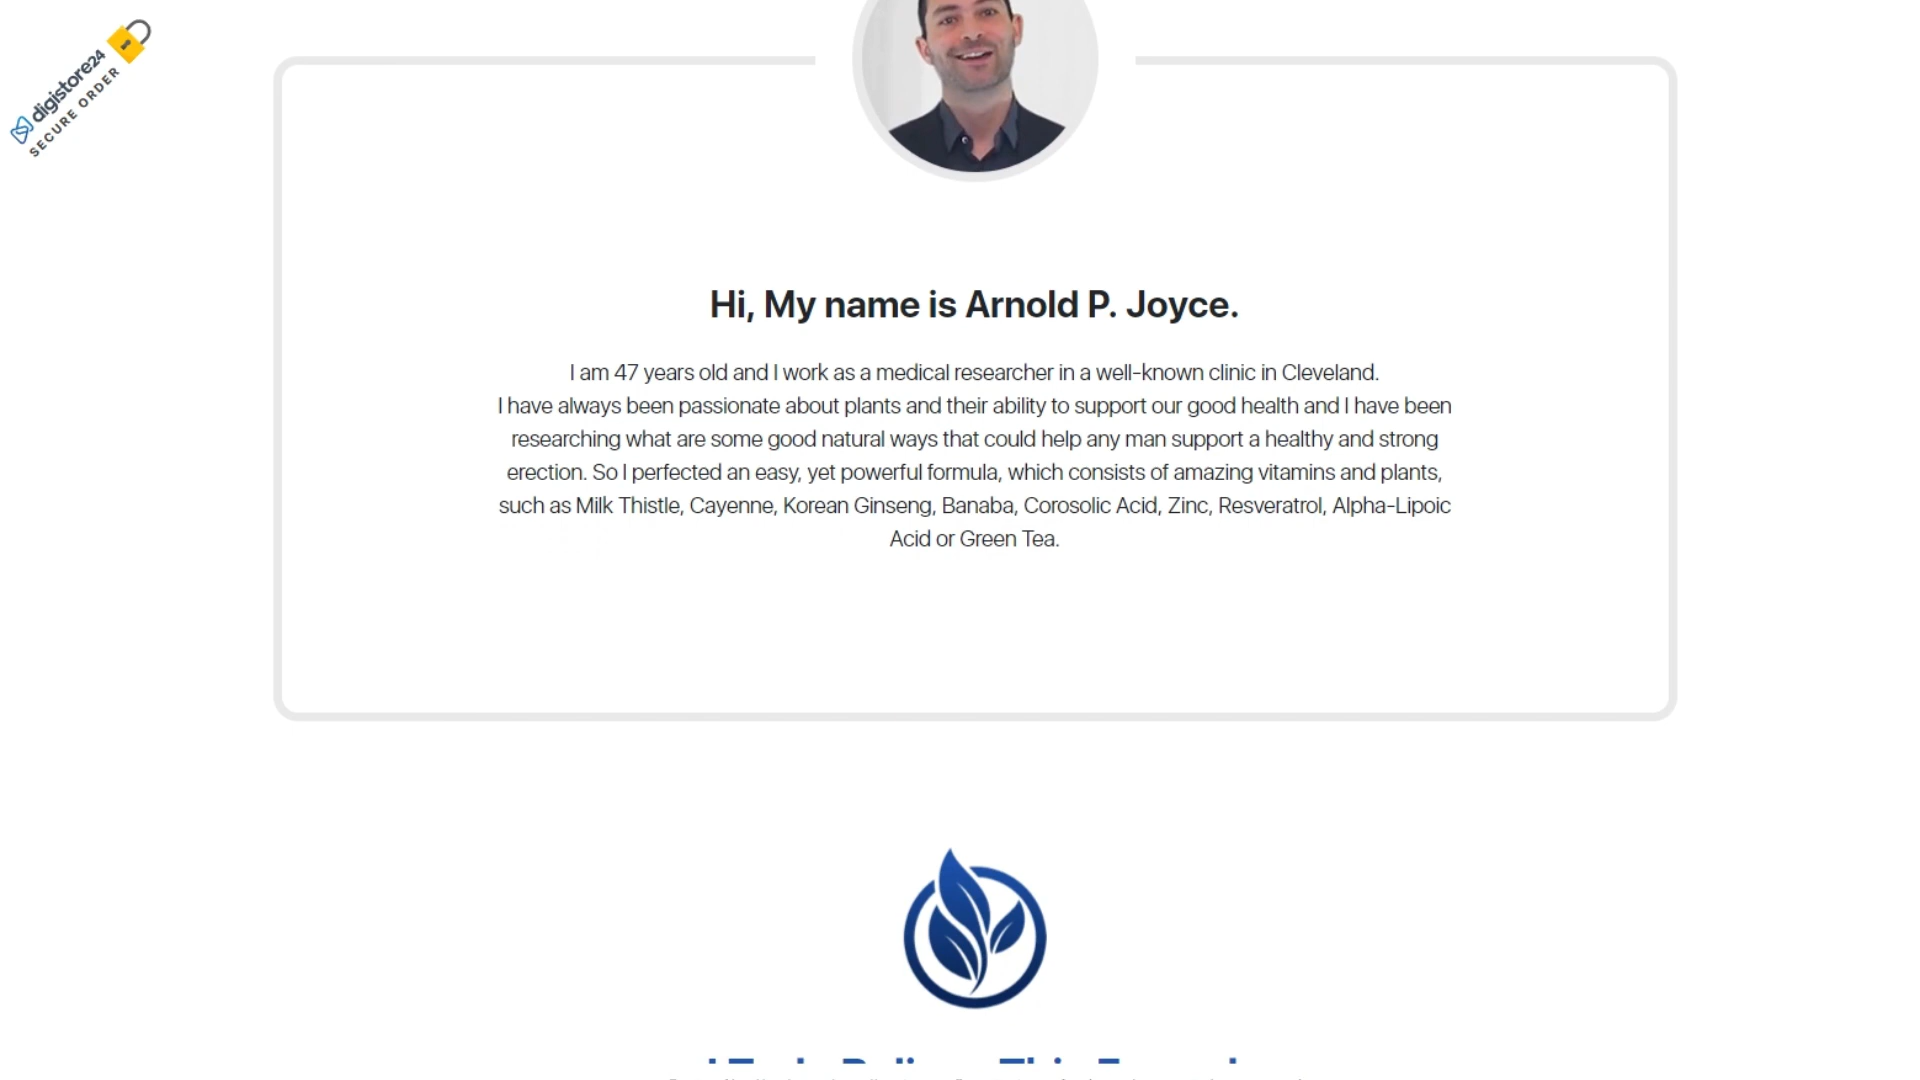 digistore24
SECURE ORDER
Hi, My name is Arnold P. Joyce.
I am 47 years old and I work as a medical researcher in a well-known clinic in Cleveland.
I have always been passionate about plants and their ability to support our good health and I have been
researching what are some good natural ways that could help any man support a healthy and strong
erection. So I perfected an easy, yet powerful formula, which consists of amazing vitamins and plants,
such as Milk Thistle, Cayenne, Korean Ginseng, Banaba, Corosolic Acid, Zinc, Resveratrol, Alpha-Lipoic
Acid or Green Tea.